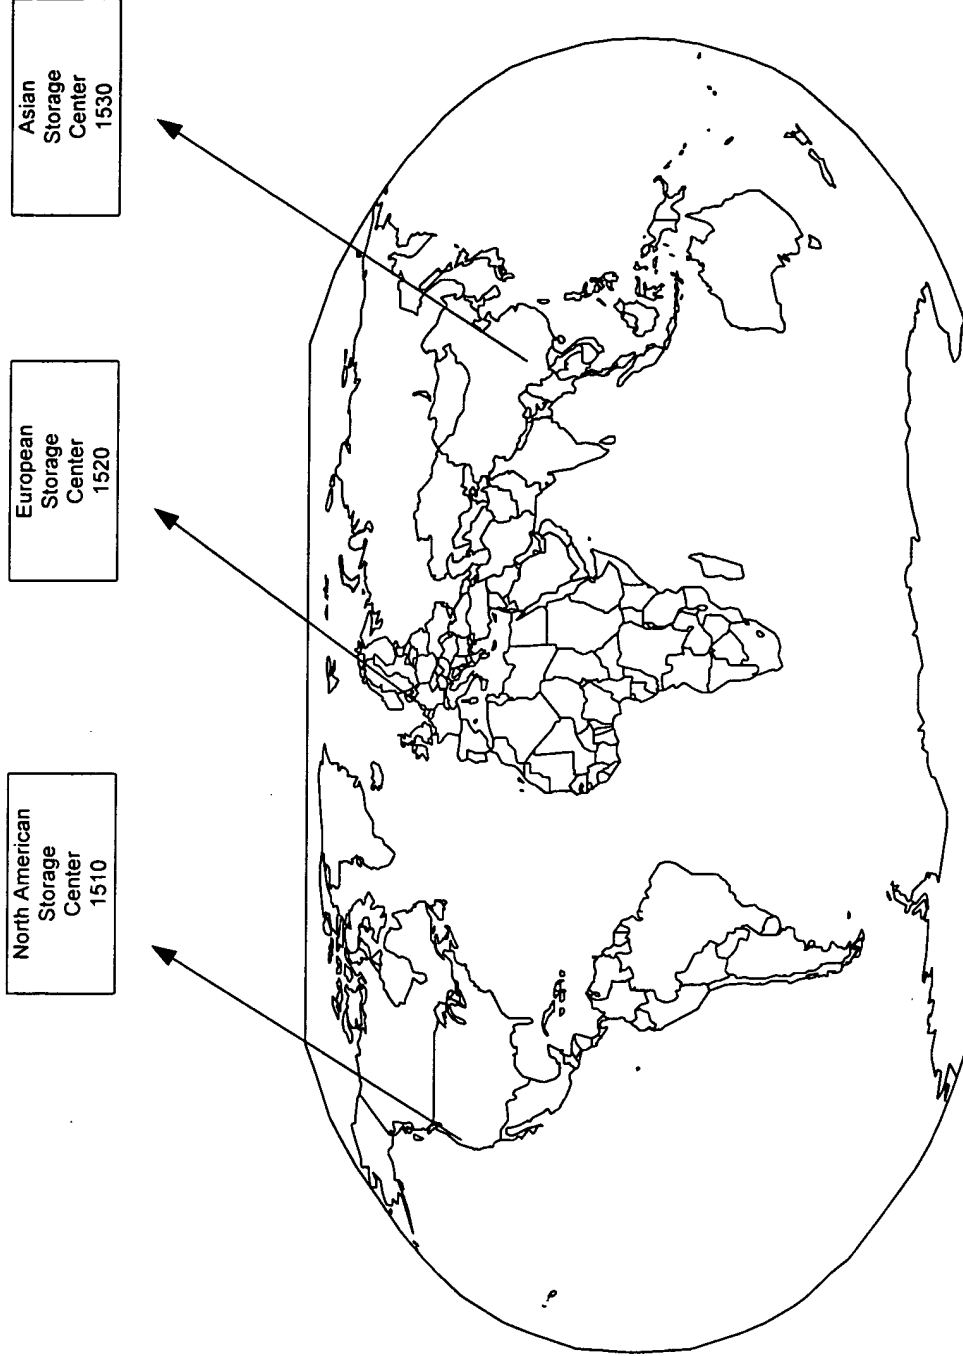 North American
Storage
Center
1510
European
Storage
Center
1520
Asian
Storage
Center
1530